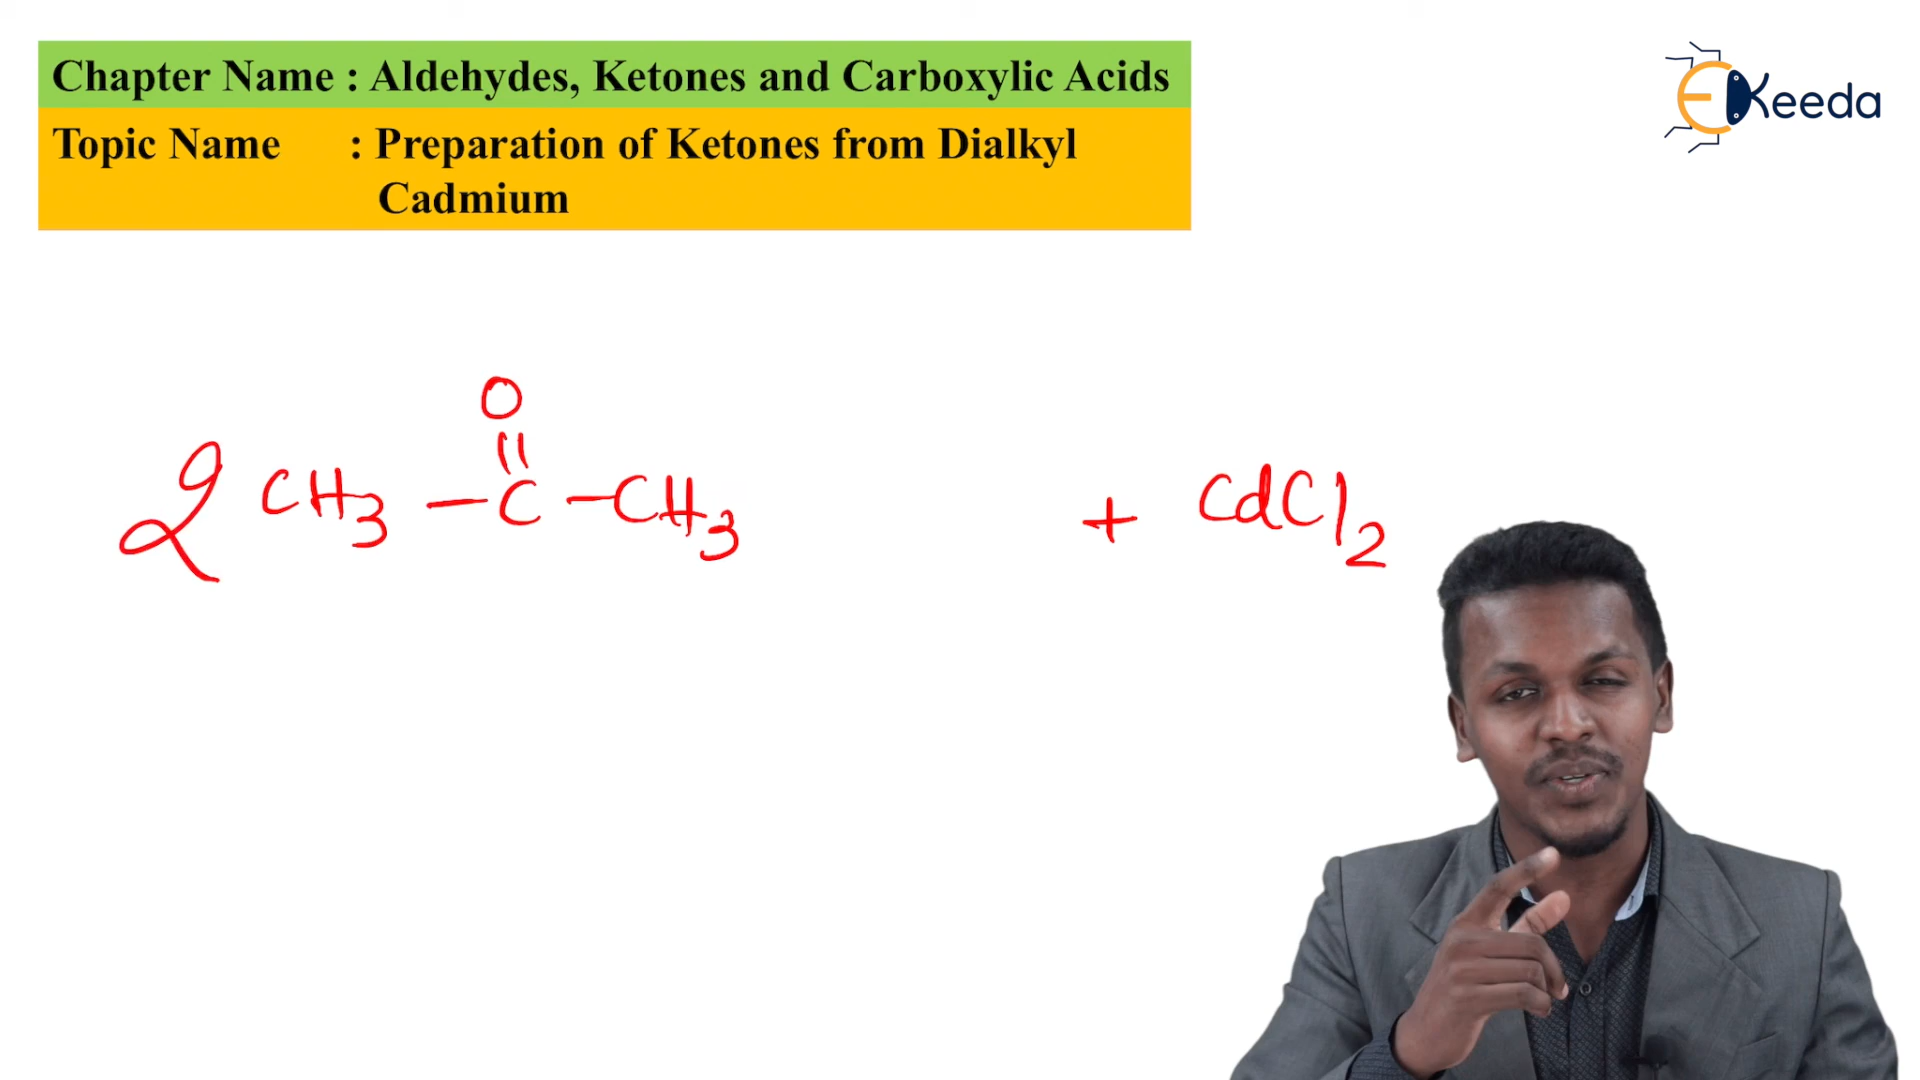 Chapter Name : Aldehydes, Ketones and Carboxylic Acids
Topic Name : Preparation of Ketones from Dialkyl
Cadmium
EKeeda
O
||
2 CH3 — C — CH3 + CdCl2